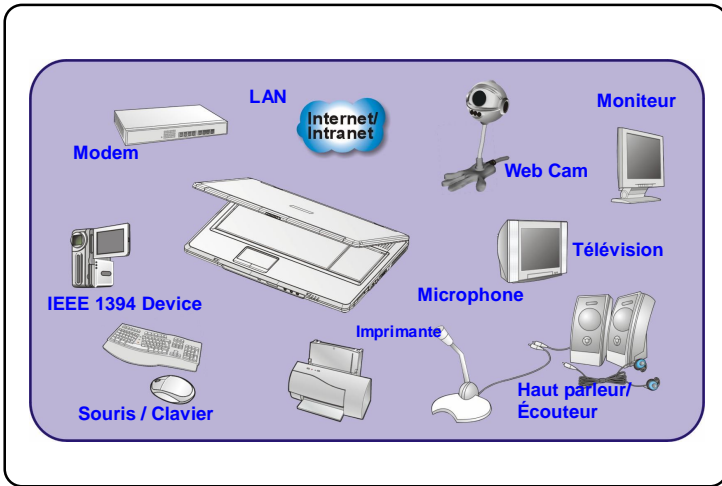 LAN
Internet/
Intranet
Moniteur
Modem
Web Cam
Télévision
IEEE 1394 Device
Microphone
Imprimante
Souris / Clavier
Haut parleur/
Écouteur